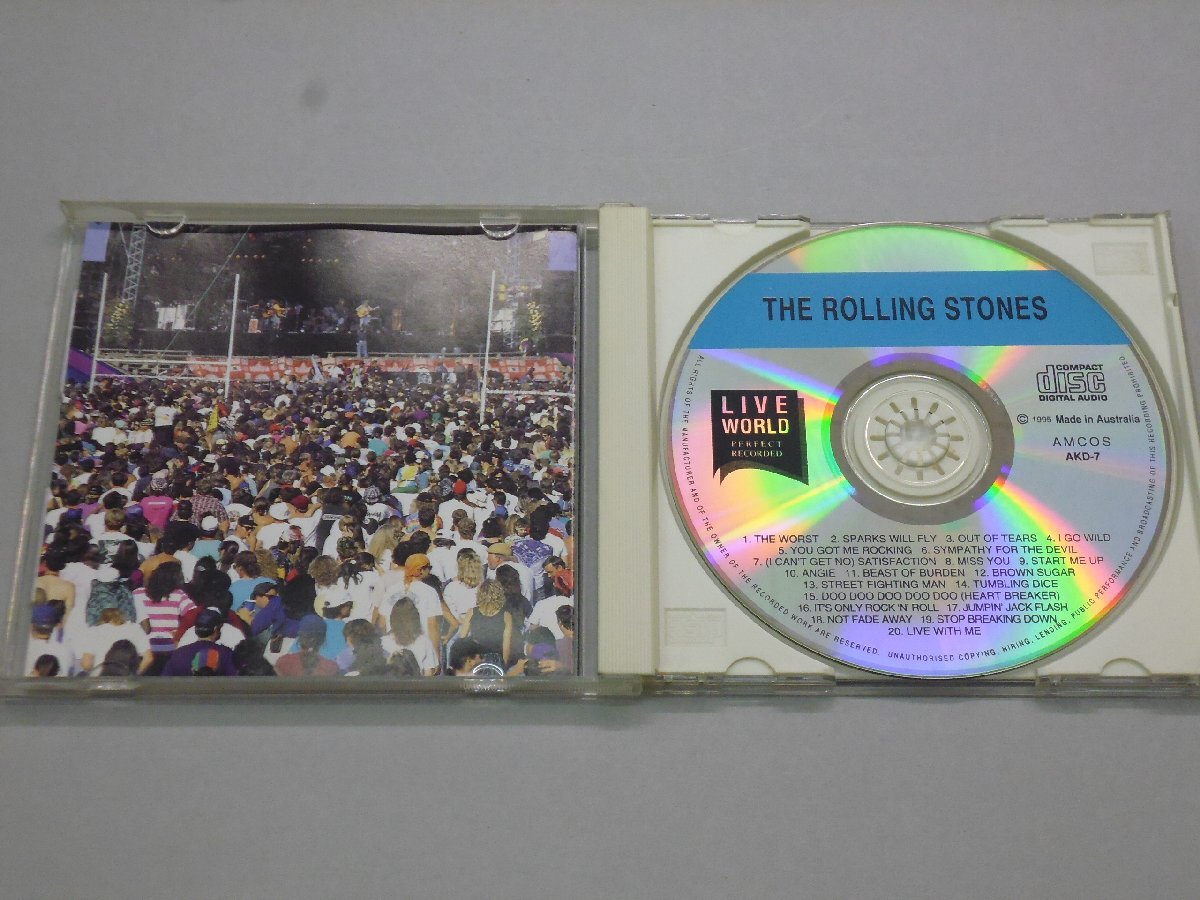 THE ROLLING STONES
LIVE
WORLD
PERFECT
RECORDED
COMPACT
disc
DIGITAL AUDIO
© 1995 Made in Australia
AMCOS
AKD-7
1. THE WORST 2. SPARKS WILL FLY 3. OUT OF TEARS 4. I GO WILD
5. YOU GOT ME ROCKING 6. SYMPATHY FOR THE DEVIL
7. (I CAN'T GET NO) SATISFACTION 8. MISS YOU 9. START ME UP
10. ANGIE 11. BEAST OF BURDEN 12. BROWN SUGAR
13. STREET FIGHTING MAN 14. TUMBLING DICE
15. DOO DOO DOO DOO DOO (HEART BREAKER)
16. IT'S ONLY ROCK 'N ROLL 17. JUMPIN' JACK FLASH
18. NOT FADE AWAY 19. STOP BREAKING DOWN
20. LIVE WITH ME
ALL RIGHTS OF THE MANUFACTURER AND OF THE OWNER OF THE RECORDED WORK ARE RESERVED. UNAUTHORISED COPYING, HIRING, LENDING, PUBLIC PERFORMANCE AND BROADCASTING OF THIS RECORDING PROHIBITED